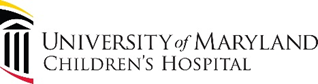 UNIVERSITY of MARYLAND
CHILDREN'S HOSPITAL